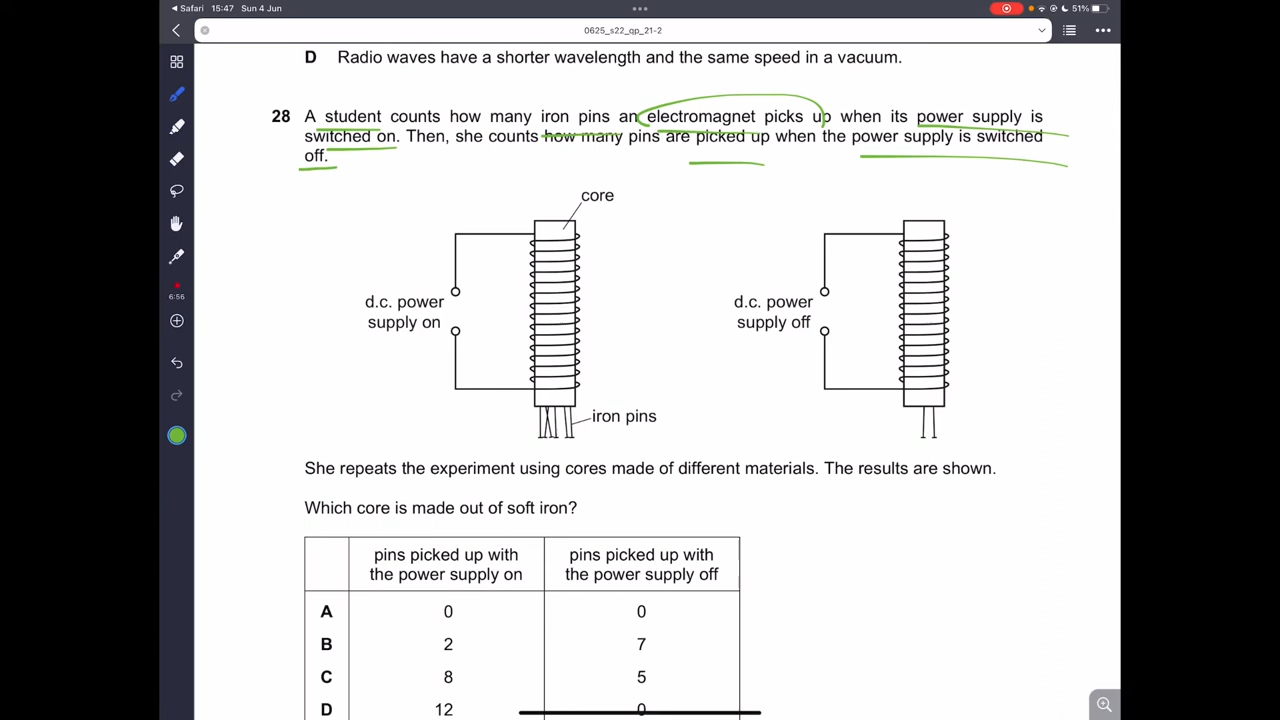 Safari 15:47 Sun 4 Jun
51%
0625_s22_qp_21-2
D Radio waves have a shorter wavelength and the same speed in a vacuum.
28 A student counts how many iron pins an electromagnet picks up when its power supply is
switched on. Then, she counts how many pins are picked up when the power supply is switched
off.
core
d.c. power
supply on
iron pins
d.c. power
supply off
She repeats the experiment using cores made of different materials. The results are shown.
Which core is made out of soft iron?
pins picked up with
the power supply on
pins picked up with
the power supply off
A 0 0
B 2 7
C 8 5
D 12 0
6:56